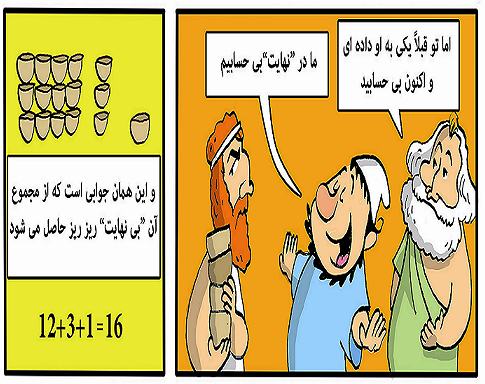 اما تو قبلاً یکی به او داده ای
و اکنون بی حسابید
ما در ”نهایت“ بی حسابیم
و این همان جوابی است که از مجموع
آن ”بی نهایت“ ریز ریز حاصل می شود
12+3+1=16